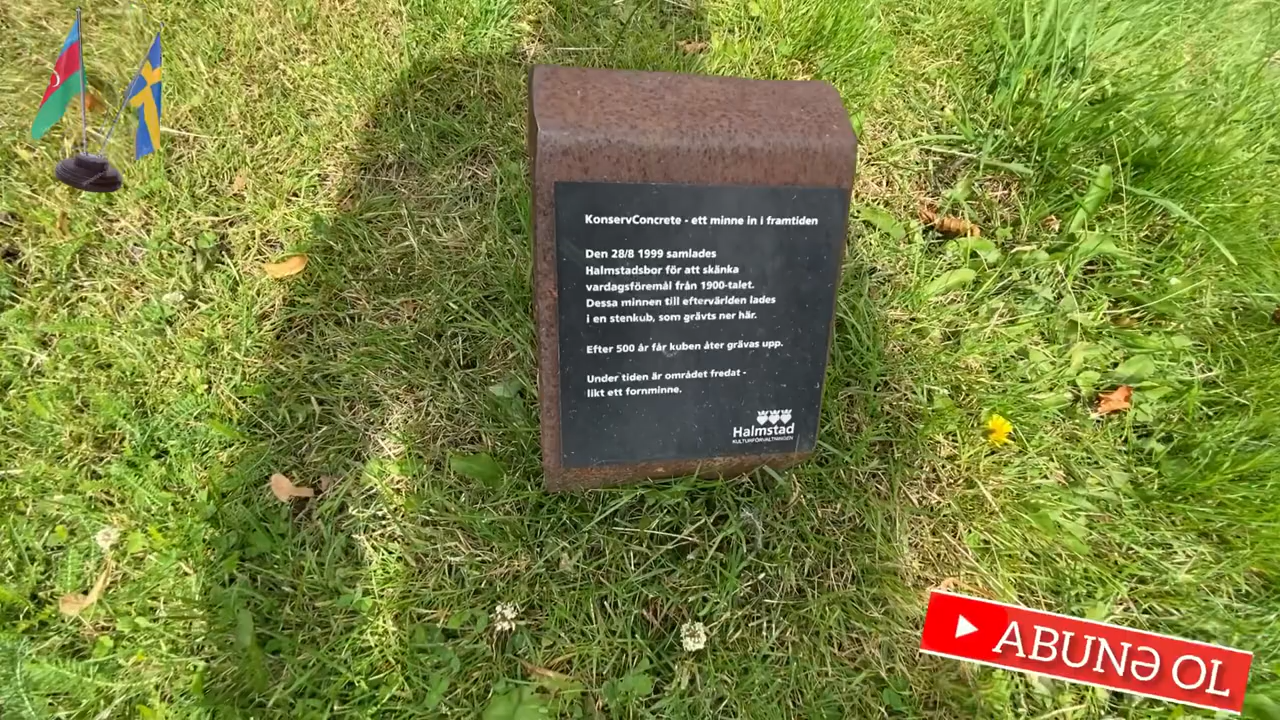 KonservConcrete - ett minne in i framtiden
Den 28/8 1999 samlades
Halmstadsbor för att skänka
vardagsföremål från 1900-talet.
Dessa minnen till eftervärlden lades
i en stenkub, som grävts ner här.
Efter 500 år får kuben åter grävas upp.
Under tiden är området fredat -
likt ett fornminne.
Halmstad
KULTURFÖRVALTNINGEN
ABUNƏ OL